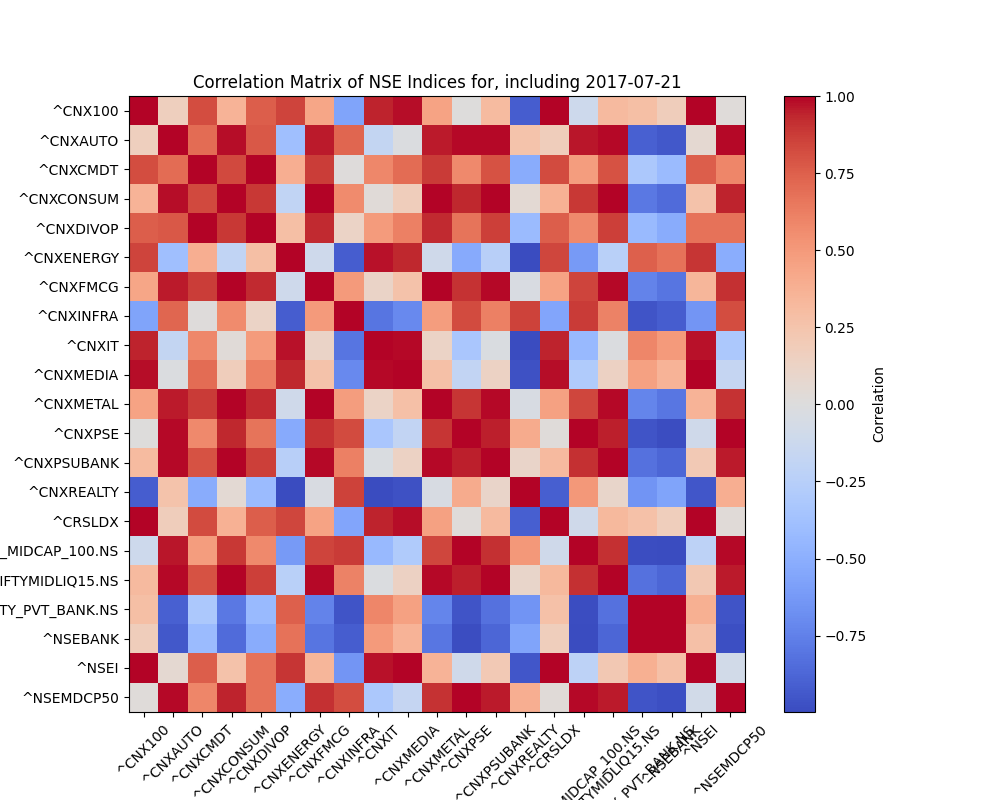 Correlation Matrix of NSE Indices for, including 2017-07-21
^CNX100
^CNXAUTO
^CNXCMDT
^CNXCONSUM
^CNXDIVOP
^CNXENERGY
^CNXFMCG
^CNXINFRA
^CNXIT
^CNXMEDIA
^CNXMETAL
^CNXPSE
^CNXPSUBANK
^CNXREALTY
^CRSLDX
_MIDCAP_100.NS
IFTYMIDLIQ15.NS
TY_PVT_BANK.NS
^NSEBANK
^NSEI
^NSEMDCP50
^CNX100
^CNXAUTO
^CNXCMDT
^CNXCONSUM
^CNXDIVOP
^CNXENERGY
^CNXFMCG
^CNXINFRA
^CNXIT
^CNXMEDIA
^CNXMETAL
^CNXPSE
^CNXPSUBANK
^CNXREALTY
^CRSLDX
MIDCAP_100.NS
TYMIDLIQ15.NS
PVT_BANK.NS
^NSEBANK
^NSEI
^NSEMDCP50
1.00
0.75
0.50
0.25
0.00
−0.25
−0.50
−0.75
Correlation